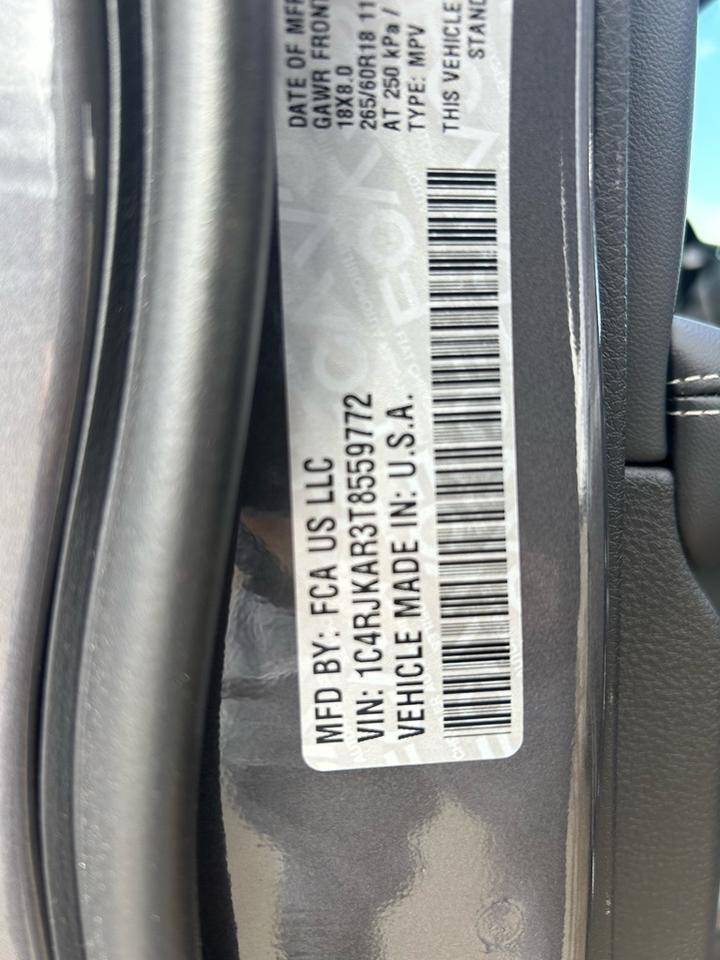 MFD BY: FCA US LLC
VIN: 1C4RJKAR3T8559772
VEHICLE MADE IN: U.S.A.
DATE OF MFR
GAWR FRONT
18X8.0
265/60R18 11
AT 250 kPa /
TYPE: MPV
THIS VEHICLE
STAND